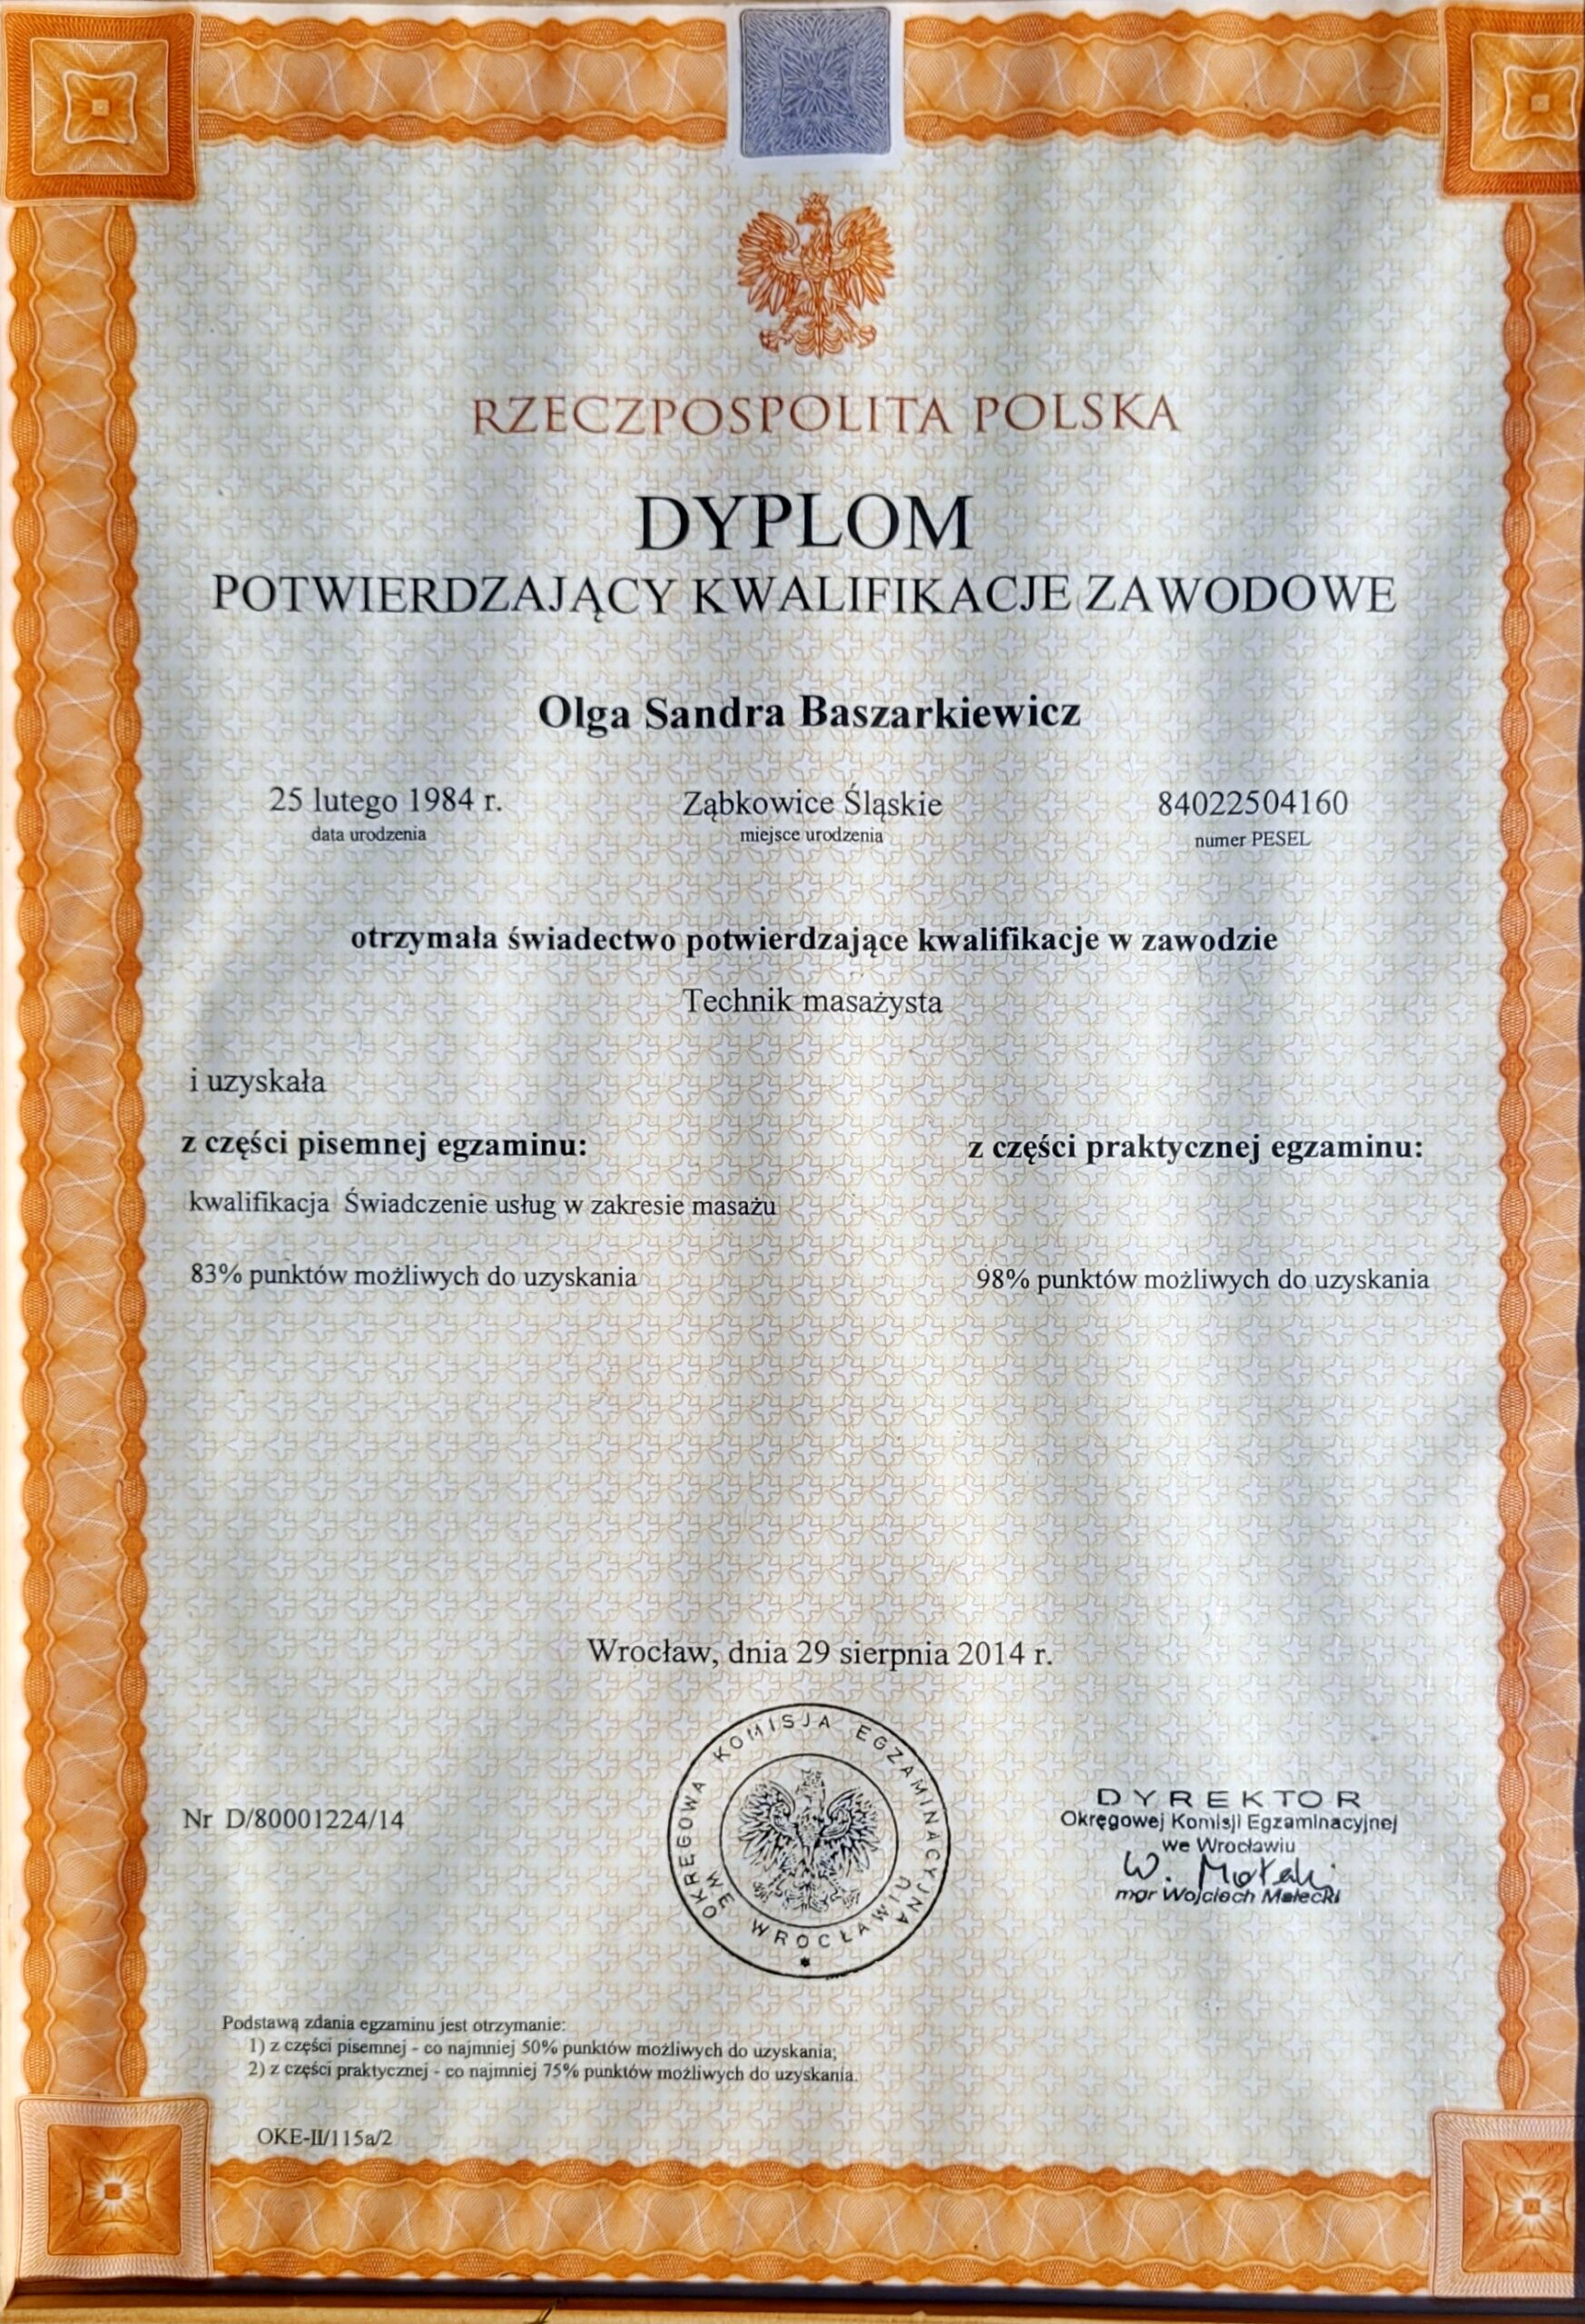 RZECZPOSPOLITA POLSKA
DYPLOM
POTWIERDZAJĄCY KWALIFIKACJE ZAWODOWE
Olga Sandra Baszarkiewicz
25 lutego 1984 r. Ząbkowice Śląskie 84022504160
data urodzenia miejsce urodzenia numer PESEL
otrzymała świadectwo potwierdzające kwalifikacje w zawodzie
Technik masażysta
i uzyskała
z części pisemnej egzaminu: z części praktycznej egzaminu:
kwalifikacja Świadczenie usług w zakresie masażu
83% punktów możliwych do uzyskania 98% punktów możliwych do uzyskania
Wrocław, dnia 29 sierpnia 2014 r.
OKRĘGOWA KOMISJA EGZAMINACYJNA
WE WROCŁAWIU
Nr D/80001224/14
DYREKTOR
Okręgowej Komisji Egzaminacyjnej
we Wrocławiu
W. Małecki
mgr Wojciech Małecki
Podstawą zdania egzaminu jest otrzymanie:
1) z części pisemnej - co najmniej 50% punktów możliwych do uzyskania;
2) z części praktycznej - co najmniej 75% punktów możliwych do uzyskania.
OKE-II/115a/2